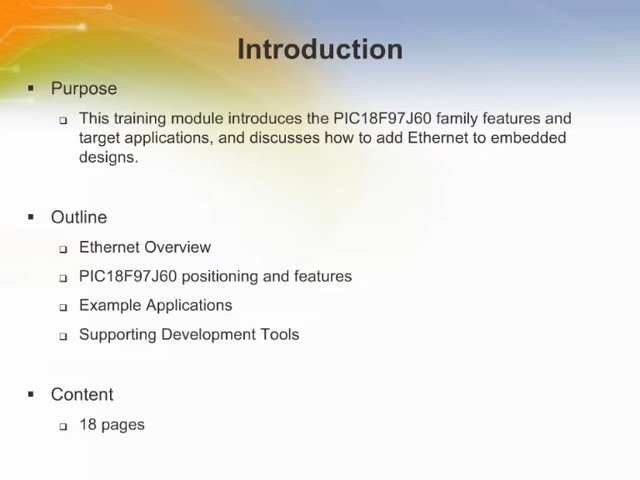 Introduction
Purpose
This training module introduces the PIC18F97J60 family features and
target applications, and discusses how to add Ethernet to embedded
designs.
Outline
Ethernet Overview
PIC18F97J60 positioning and features
Example Applications
Supporting Development Tools
Content
18 pages